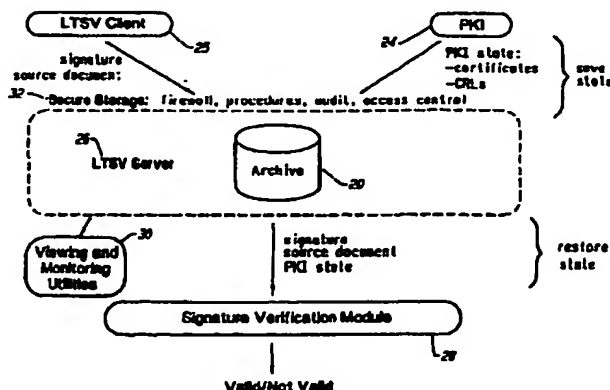 LTSV Client
PKI
25
24
signature
source document:
PKI state:
-certificates
-CRLs
save
state
32
Secure Storage: firewall, procedures, audit, access control
26
LTSV Server
Archive
20
30
Viewing and
Monitoring
Utilities
signature
source document
PKI state
restore
state
Signature Verification Module
28
Valid/Not Valid